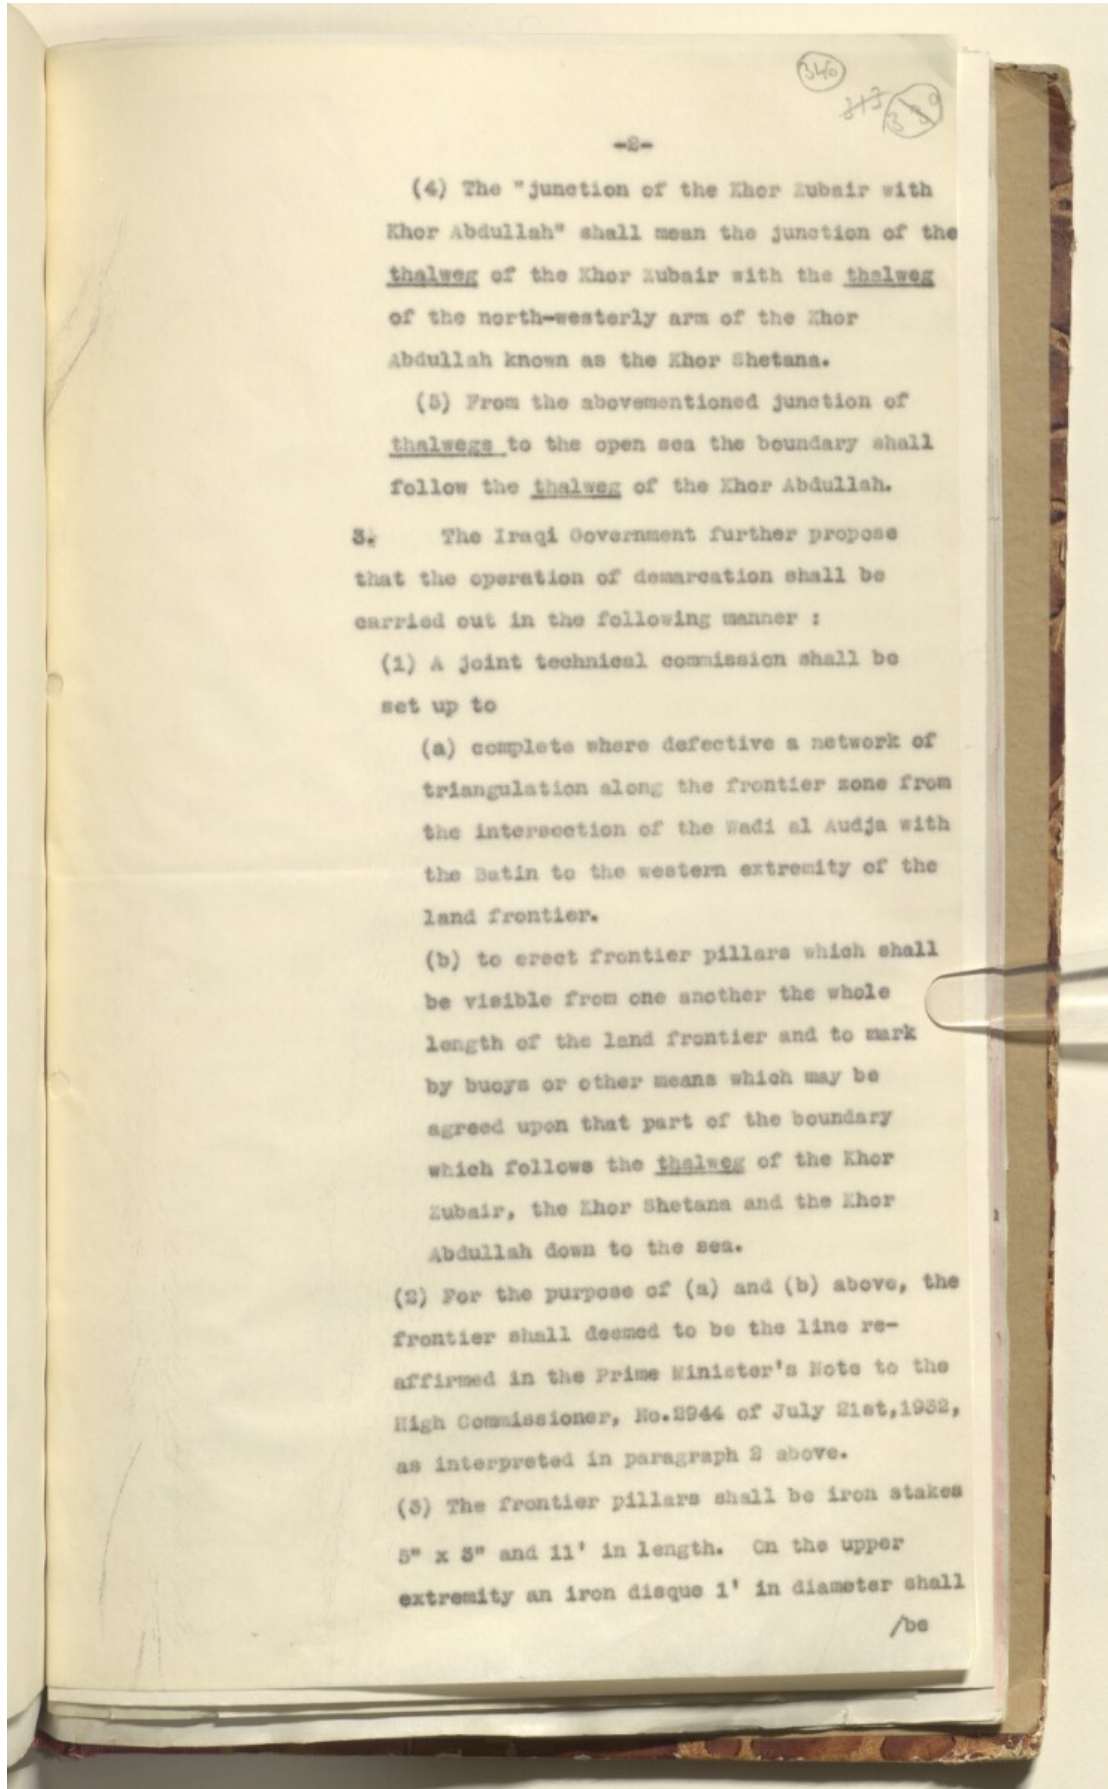 346
313
330
-2-
(4) The "junction of the Khor Zubair with
Khor Abdullah" shall mean the junction of the
thalweg of the Khor Zubair with the thalweg
of the north-westerly arm of the Khor
Abdullah known as the Khor Shetana.
(5) From the abovementioned junction of
thalwegs to the open sea the boundary shall
follow the thalweg of the Khor Abdullah.
3. The Iraqi Government further propose
that the operation of demarcation shall be
carried out in the following manner :
(1) A joint technical commission shall be
set up to
(a) complete where defective a network of
triangulation along the frontier zone from
the intersection of the Wadi al Audja with
the Batin to the western extremity of the
land frontier.
(b) to erect frontier pillars which shall
be visible from one another the whole
length of the land frontier and to mark
by buoys or other means which may be
agreed upon that part of the boundary
which follows the thalweg of the Khor
Zubair, the Khor Shetana and the Khor
Abdullah down to the sea.
(2) For the purpose of (a) and (b) above, the
frontier shall deemed to be the line re-
affirmed in the Prime Minister's Note to the
High Commissioner, No.2944 of July 21st,1932,
as interpreted in paragraph 2 above.
(3) The frontier pillars shall be iron stakes
5" x 3" and 11' in length. On the upper
extremity an iron disque 1' in diameter shall
/be